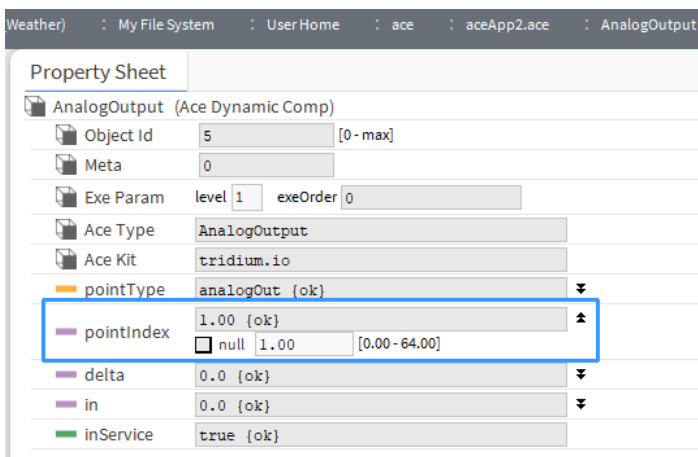 Weather) : My File System : User Home : ace : aceApp2.ace : AnalogOutput
Property Sheet
AnalogOutput (Ace Dynamic Comp)
Object Id 5 [0 - max]
Meta 0
Exe Param level 1 exeOrder 0
Ace Type AnalogOutput
Ace Kit tridium.io
pointType analogOut {ok}
pointIndex 1.00 {ok}
null 1.00 [0.00 - 64.00]
delta 0.0 {ok}
in 0.0 {ok}
inService true {ok}